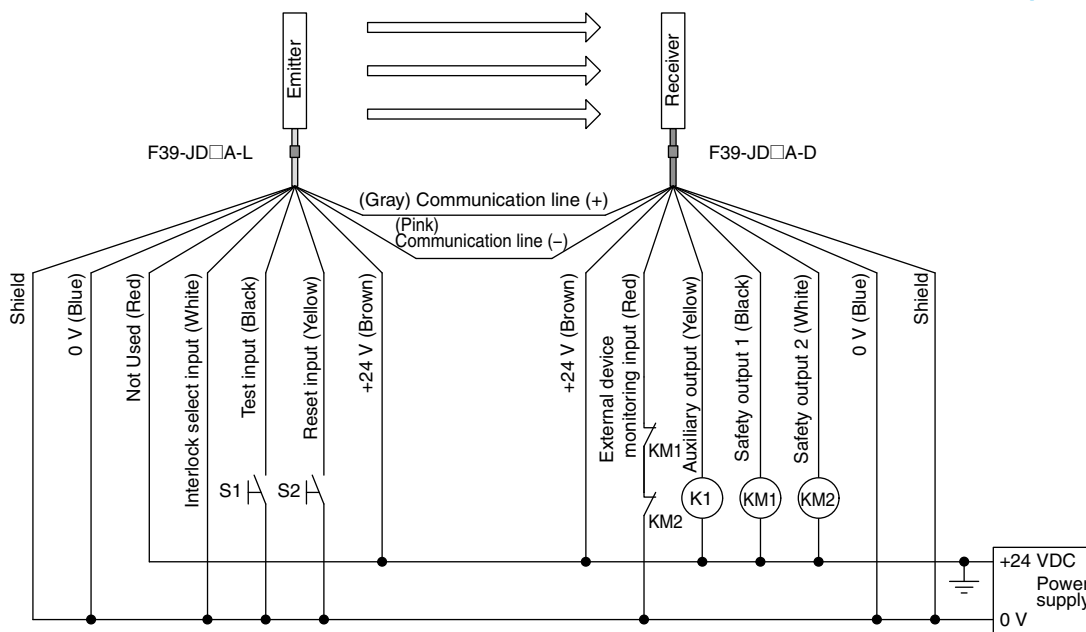 Emitter
Receiver
F39-JD□A-L
F39-JD□A-D
(Gray) Communication line (+)
(Pink)
Communication line (–)
Shield
0 V (Blue)
Not Used (Red)
Interlock select input (White)
Test input (Black)
Reset input (Yellow)
+24 V (Brown)
+24 V (Brown)
External device
monitoring input (Red)
Auxiliary output (Yellow)
Safety output 1 (Black)
Safety output 2 (White)
0 V (Blue)
Shield
S1
S2
KM1
KM2
K1
KM1
KM2
+24 VDC
Power
supply
0 V